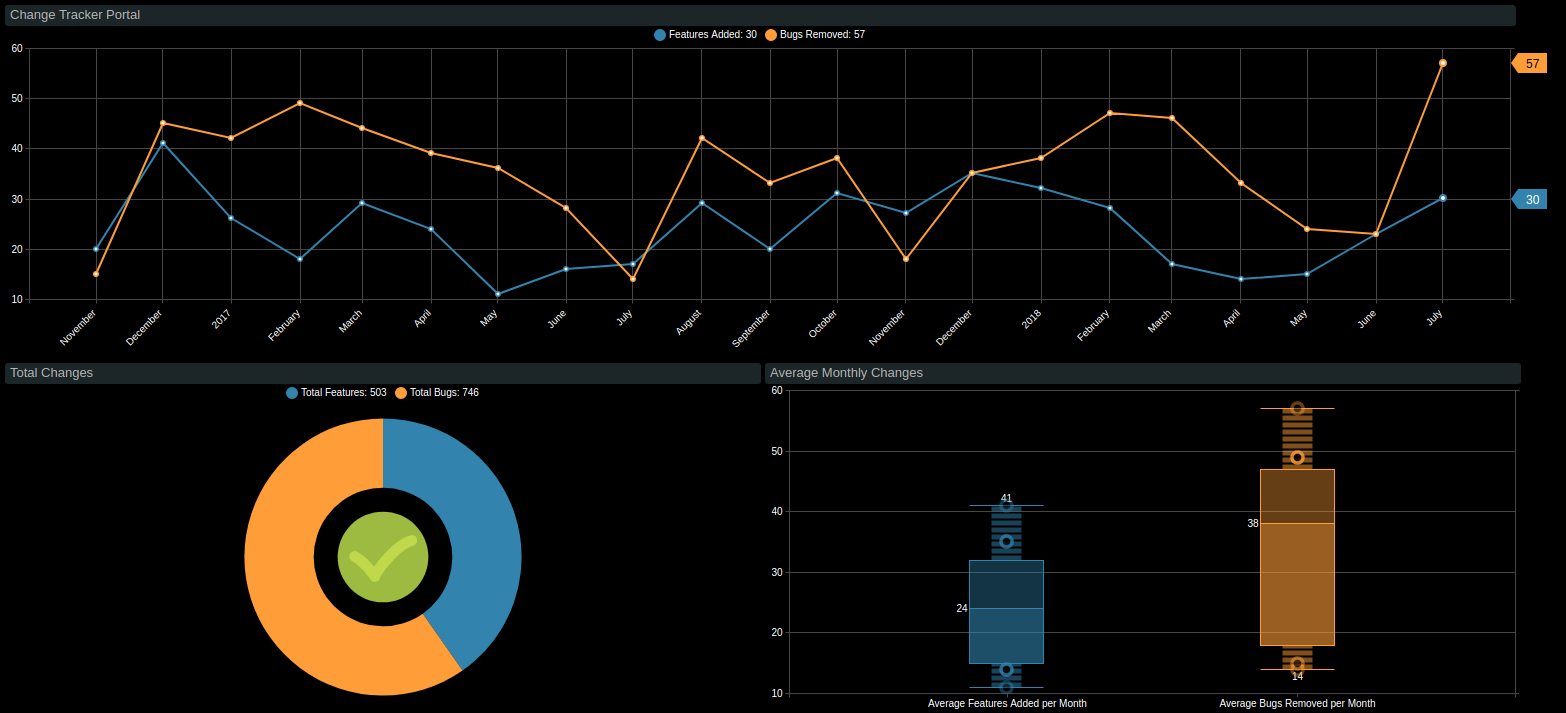 Change Tracker Portal
Features Added: 30 Bugs Removed: 57
60
50
40
30
20
10
57
30
November December 2017 February March April May June July August September October November December 2018 February March April May June July
Total Changes
Total Features: 503 Total Bugs: 746
Average Monthly Changes
60
50
40
30
20
10
41
24
38
14
Average Features Added per Month Average Bugs Removed per Month